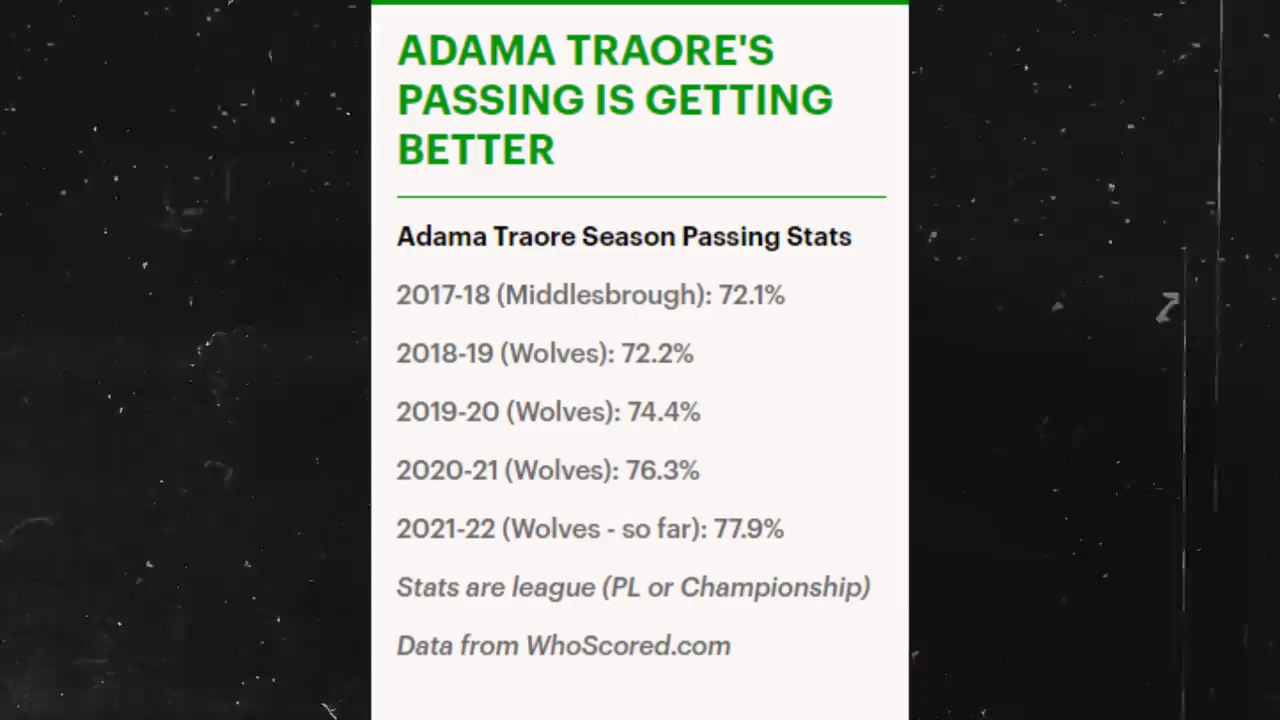 ADAMA TRAORE'S
PASSING IS GETTING
BETTER
Adama Traore Season Passing Stats
2017-18 (Middlesbrough): 72.1%
2018-19 (Wolves): 72.2%
2019-20 (Wolves): 74.4%
2020-21 (Wolves): 76.3%
2021-22 (Wolves - so far): 77.9%
Stats are league (PL or Championship)
Data from WhoScored.com